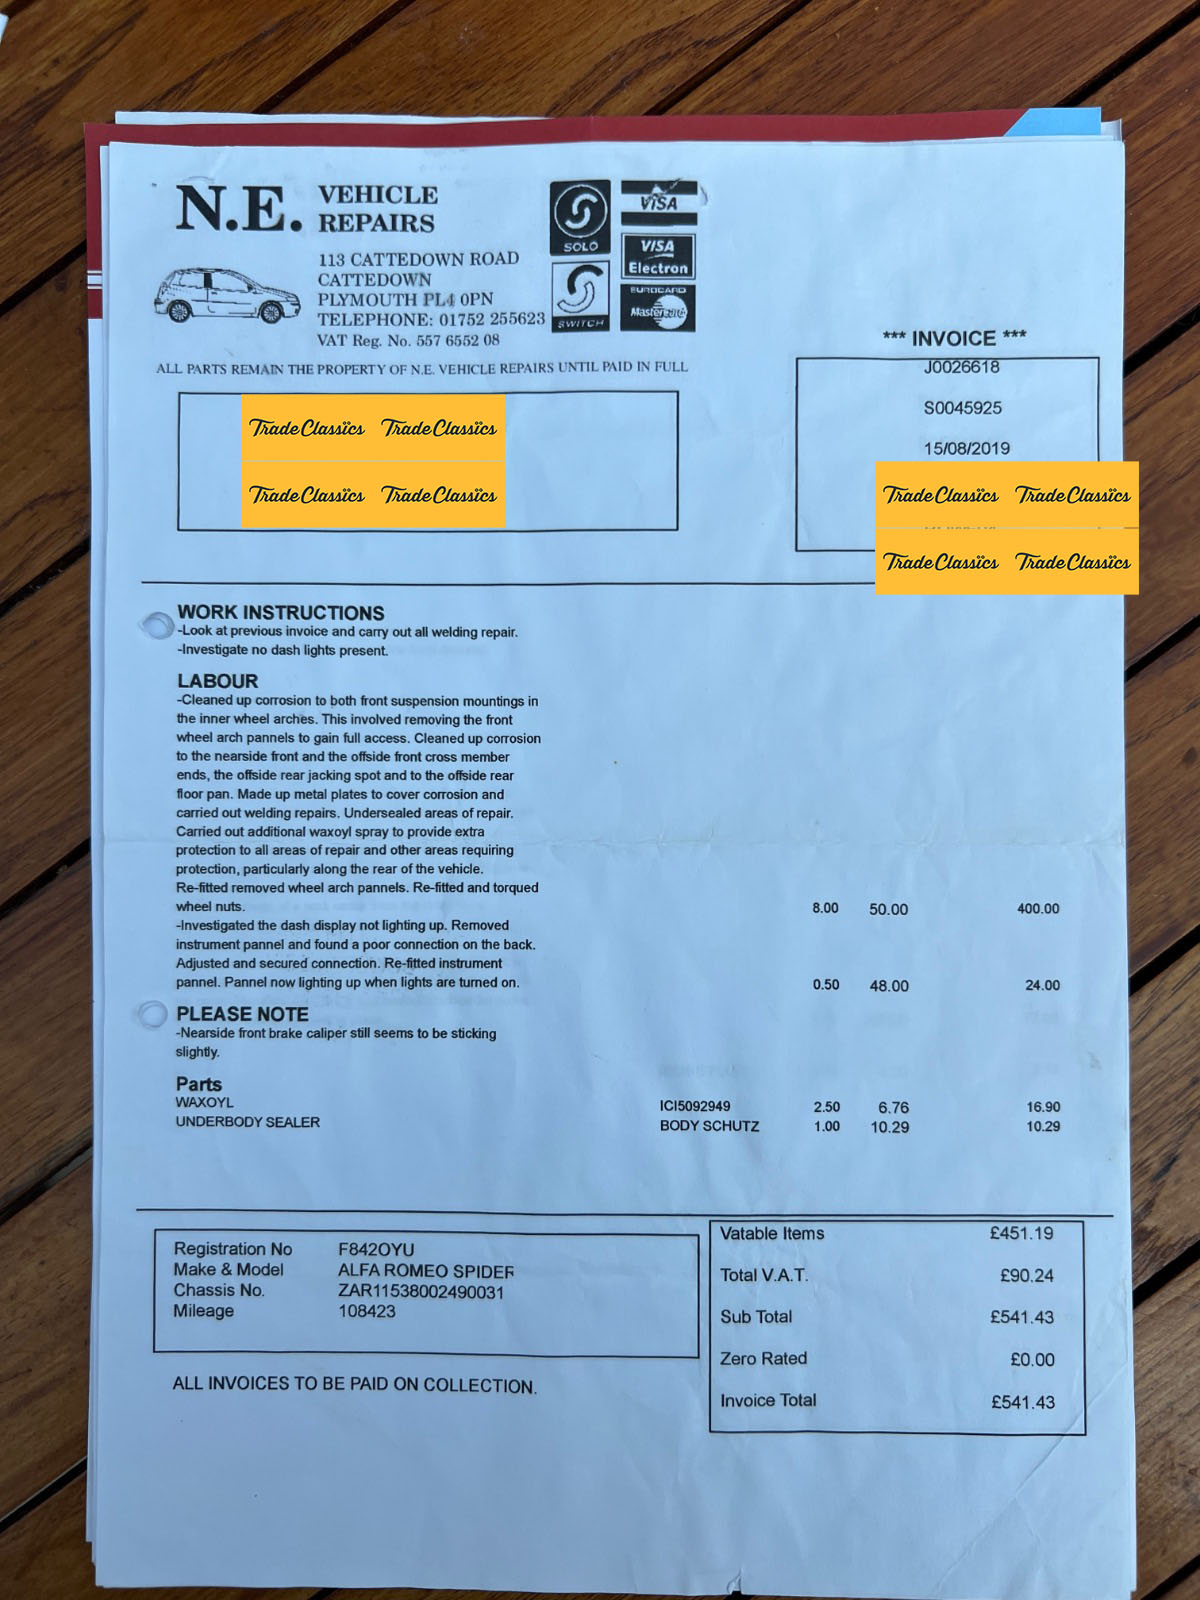 N.E. VEHICLE
REPAIRS
113 CATTEDOWN ROAD
CATTEDOWN
PLYMOUTH PL4 0PN
TELEPHONE: 01752 255623
VAT Reg. No. 557 6552 08
SOLO
VISA
VISA
Electron
SWITCH
EUROCARD
MasterCard
ALL PARTS REMAIN THE PROPERTY OF N.E. VEHICLE REPAIRS UNTIL PAID IN FULL
*** INVOICE ***
J0026618
S0045925
15/08/2019
Trade Classics Trade Classics
Trade Classics Trade Classics
Trade Classics Trade Classics
Trade Classics Trade Classics
WORK INSTRUCTIONS
-Look at previous invoice and carry out all welding repair.
-Investigate no dash lights present.
LABOUR
-Cleaned up corrosion to both front suspension mountings in
the inner wheel arches. This involved removing the front
wheel arch pannels to gain full access. Cleaned up corrosion
to the nearside front and the offside front cross member
ends, the offside rear jacking spot and to the offside rear
floor pan. Made up metal plates to cover corrosion and
carried out welding repairs. Undersealed areas of repair.
Carried out additional waxoyl spray to provide extra
protection to all areas of repair and other areas requiring
protection, particularly along the rear of the vehicle.
Re-fitted removed wheel arch pannels. Re-fitted and torqued
wheel nuts. 8.00 50.00 400.00
-Investigated the dash display not lighting up. Removed
instrument pannel and found a poor connection on the back.
Adjusted and secured connection. Re-fitted instrument
pannel. Pannel now lighting up when lights are turned on. 0.50 48.00 24.00
PLEASE NOTE
-Nearside front brake caliper still seems to be sticking
slightly.
Parts
WAXOYL ICI5092949 2.50 6.76 16.90
UNDERBODY SEALER BODY SCHUTZ 1.00 10.29 10.29
Registration No F842OYU
Make & Model ALFA ROMEO SPIDER
Chassis No. ZAR11538002490031
Mileage 108423
Vatable Items £451.19
Total V.A.T. £90.24
Sub Total £541.43
Zero Rated £0.00
Invoice Total £541.43
ALL INVOICES TO BE PAID ON COLLECTION.